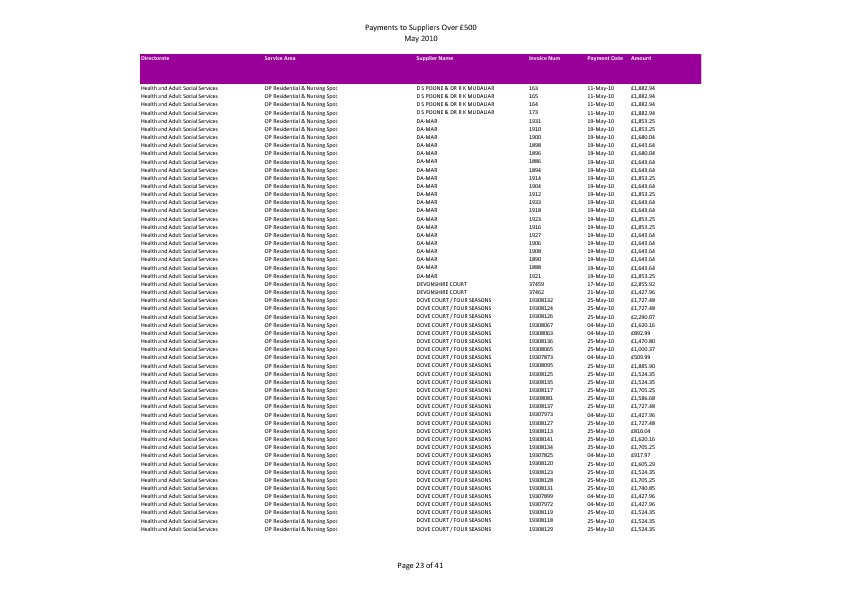 Payments to Suppliers Over £500
May 2010
Directorate Service Area Supplier Name Invoice Num Payment Date Amount
Health and Adult Social Services OP Residential & Nursing Spot D S POONE & DR R K MUDALIAR 163 11-May-10 £1,882.94
Health and Adult Social Services OP Residential & Nursing Spot D S POONE & DR R K MUDALIAR 165 11-May-10 £1,882.94
Health and Adult Social Services OP Residential & Nursing Spot D S POONE & DR R K MUDALIAR 164 11-May-10 £1,882.94
Health and Adult Social Services OP Residential & Nursing Spot D S POONE & DR R K MUDALIAR 173 11-May-10 £1,882.94
Health and Adult Social Services OP Residential & Nursing Spot DA-MAR 1931 19-May-10 £1,853.25
Health and Adult Social Services OP Residential & Nursing Spot DA-MAR 1910 19-May-10 £1,853.25
Health and Adult Social Services OP Residential & Nursing Spot DA-MAR 1900 19-May-10 £1,680.04
Health and Adult Social Services OP Residential & Nursing Spot DA-MAR 1898 19-May-10 £1,643.64
Health and Adult Social Services OP Residential & Nursing Spot DA-MAR 1896 19-May-10 £1,680.04
Health and Adult Social Services OP Residential & Nursing Spot DA-MAR 1886 19-May-10 £1,643.64
Health and Adult Social Services OP Residential & Nursing Spot DA-MAR 1894 19-May-10 £1,643.64
Health and Adult Social Services OP Residential & Nursing Spot DA-MAR 1914 19-May-10 £1,853.25
Health and Adult Social Services OP Residential & Nursing Spot DA-MAR 1904 19-May-10 £1,643.64
Health and Adult Social Services OP Residential & Nursing Spot DA-MAR 1912 19-May-10 £1,853.25
Health and Adult Social Services OP Residential & Nursing Spot DA-MAR 1933 19-May-10 £1,643.64
Health and Adult Social Services OP Residential & Nursing Spot DA-MAR 1918 19-May-10 £1,643.64
Health and Adult Social Services OP Residential & Nursing Spot DA-MAR 1923 19-May-10 £1,853.25
Health and Adult Social Services OP Residential & Nursing Spot DA-MAR 1916 19-May-10 £1,853.25
Health and Adult Social Services OP Residential & Nursing Spot DA-MAR 1927 19-May-10 £1,643.64
Health and Adult Social Services OP Residential & Nursing Spot DA-MAR 1906 19-May-10 £1,643.64
Health and Adult Social Services OP Residential & Nursing Spot DA-MAR 1908 19-May-10 £1,643.64
Health and Adult Social Services OP Residential & Nursing Spot DA-MAR 1890 19-May-10 £1,643.64
Health and Adult Social Services OP Residential & Nursing Spot DA-MAR 1888 19-May-10 £1,643.64
Health and Adult Social Services OP Residential & Nursing Spot DA-MAR 1921 19-May-10 £1,853.25
Health and Adult Social Services OP Residential & Nursing Spot DEVONSHIRE COURT 37459 17-May-10 £2,855.92
Health and Adult Social Services OP Residential & Nursing Spot DEVONSHIRE COURT 37462 21-May-10 £1,427.96
Health and Adult Social Services OP Residential & Nursing Spot DOVE COURT / FOUR SEASONS 19308132 25-May-10 £1,727.48
Health and Adult Social Services OP Residential & Nursing Spot DOVE COURT / FOUR SEASONS 19308124 25-May-10 £1,727.48
Health and Adult Social Services OP Residential & Nursing Spot DOVE COURT / FOUR SEASONS 19308126 25-May-10 £2,290.07
Health and Adult Social Services OP Residential & Nursing Spot DOVE COURT / FOUR SEASONS 19308067 04-May-10 £1,620.16
Health and Adult Social Services OP Residential & Nursing Spot DOVE COURT / FOUR SEASONS 19308063 04-May-10 £892.99
Health and Adult Social Services OP Residential & Nursing Spot DOVE COURT / FOUR SEASONS 19308136 25-May-10 £1,470.80
Health and Adult Social Services OP Residential & Nursing Spot DOVE COURT / FOUR SEASONS 19308065 25-May-10 £1,000.37
Health and Adult Social Services OP Residential & Nursing Spot DOVE COURT / FOUR SEASONS 19307873 04-May-10 £509.99
Health and Adult Social Services OP Residential & Nursing Spot DOVE COURT / FOUR SEASONS 19308095 25-May-10 £1,885.90
Health and Adult Social Services OP Residential & Nursing Spot DOVE COURT / FOUR SEASONS 19308125 25-May-10 £1,524.35
Health and Adult Social Services OP Residential & Nursing Spot DOVE COURT / FOUR SEASONS 19308135 25-May-10 £1,524.35
Health and Adult Social Services OP Residential & Nursing Spot DOVE COURT / FOUR SEASONS 19308117 25-May-10 £1,705.25
Health and Adult Social Services OP Residential & Nursing Spot DOVE COURT / FOUR SEASONS 19308081 25-May-10 £1,586.68
Health and Adult Social Services OP Residential & Nursing Spot DOVE COURT / FOUR SEASONS 19308137 25-May-10 £1,727.48
Health and Adult Social Services OP Residential & Nursing Spot DOVE COURT / FOUR SEASONS 19307973 04-May-10 £1,427.96
Health and Adult Social Services OP Residential & Nursing Spot DOVE COURT / FOUR SEASONS 19308127 25-May-10 £1,727.48
Health and Adult Social Services OP Residential & Nursing Spot DOVE COURT / FOUR SEASONS 19308113 25-May-10 £810.04
Health and Adult Social Services OP Residential & Nursing Spot DOVE COURT / FOUR SEASONS 19308141 25-May-10 £1,620.16
Health and Adult Social Services OP Residential & Nursing Spot DOVE COURT / FOUR SEASONS 19308134 25-May-10 £1,705.25
Health and Adult Social Services OP Residential & Nursing Spot DOVE COURT / FOUR SEASONS 19307825 04-May-10 £917.97
Health and Adult Social Services OP Residential & Nursing Spot DOVE COURT / FOUR SEASONS 19308120 25-May-10 £1,605.29
Health and Adult Social Services OP Residential & Nursing Spot DOVE COURT / FOUR SEASONS 19308123 25-May-10 £1,524.35
Health and Adult Social Services OP Residential & Nursing Spot DOVE COURT / FOUR SEASONS 19308128 25-May-10 £1,705.25
Health and Adult Social Services OP Residential & Nursing Spot DOVE COURT / FOUR SEASONS 19308131 25-May-10 £1,740.85
Health and Adult Social Services OP Residential & Nursing Spot DOVE COURT / FOUR SEASONS 19307899 04-May-10 £1,427.96
Health and Adult Social Services OP Residential & Nursing Spot DOVE COURT / FOUR SEASONS 19307972 04-May-10 £1,427.96
Health and Adult Social Services OP Residential & Nursing Spot DOVE COURT / FOUR SEASONS 19308119 25-May-10 £1,524.35
Health and Adult Social Services OP Residential & Nursing Spot DOVE COURT / FOUR SEASONS 19308118 25-May-10 £1,524.35
Health and Adult Social Services OP Residential & Nursing Spot DOVE COURT / FOUR SEASONS 19308129 25-May-10 £1,524.35
Page 23 of 41